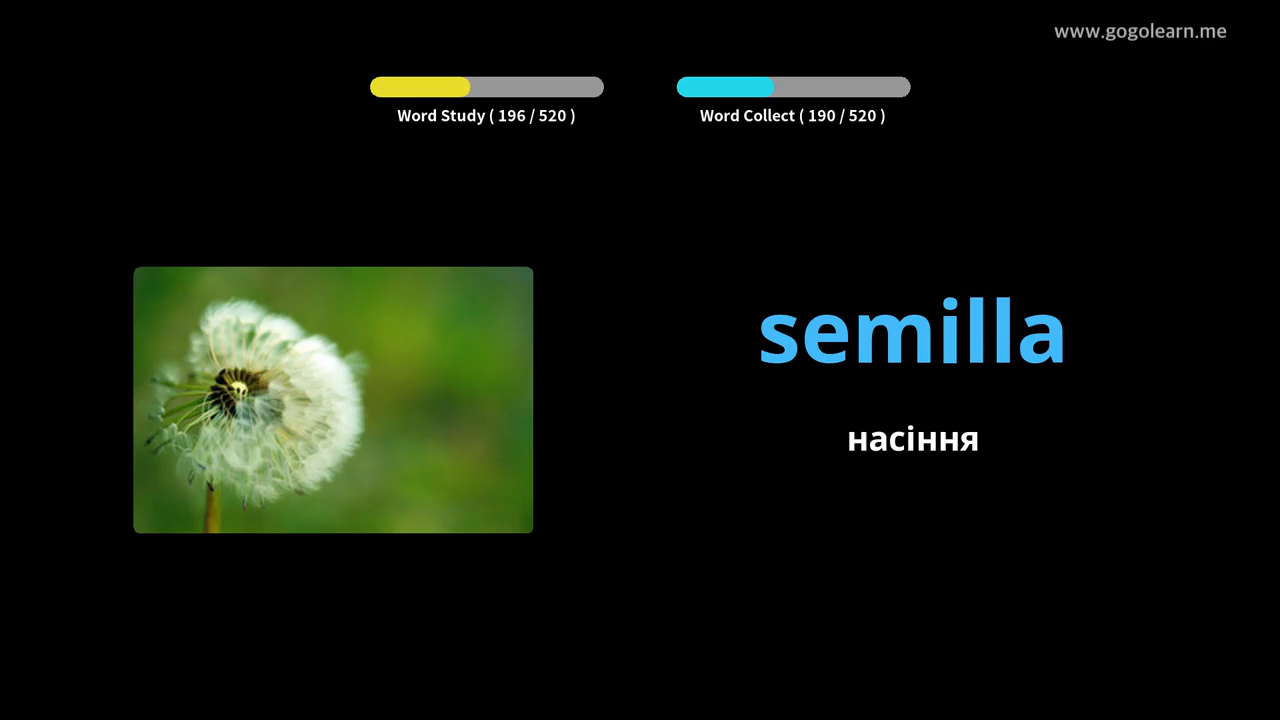 www.gogolearn.me
Word Study ( 196 / 520 )
Word Collect ( 190 / 520 )
semilla
насіння